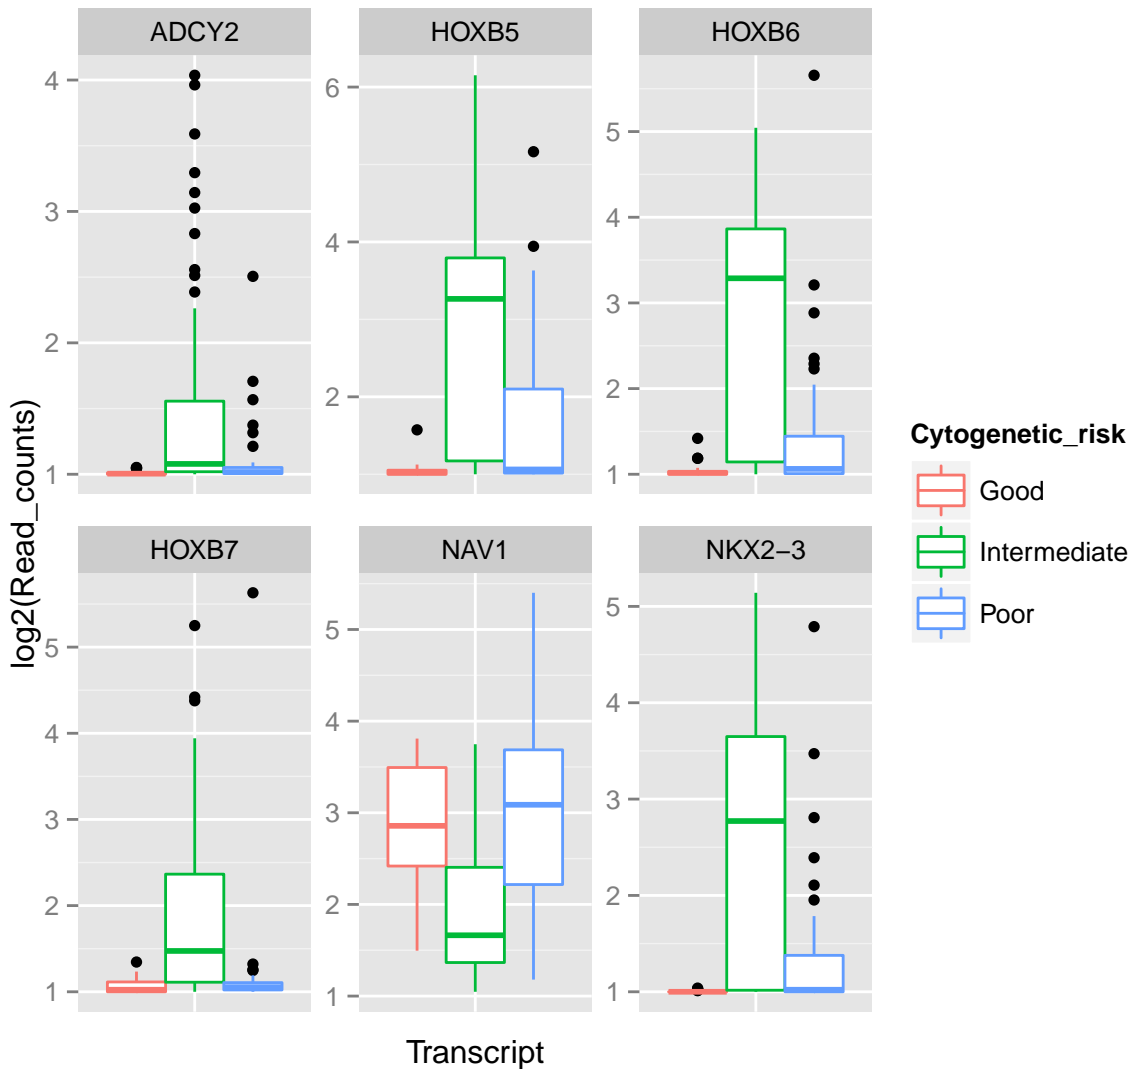 ADCY2
HOXB5
HOXB6
4
3
2
1
6
4
2
5
4
3
2
1
HOXB7
NAV1
NKX2−3
5
4
3
2
1
5
4
3
2
1
5
4
3
2
1
log2(Read_counts)
Transcript
Cytogenetic_risk
Good
Intermediate
Poor